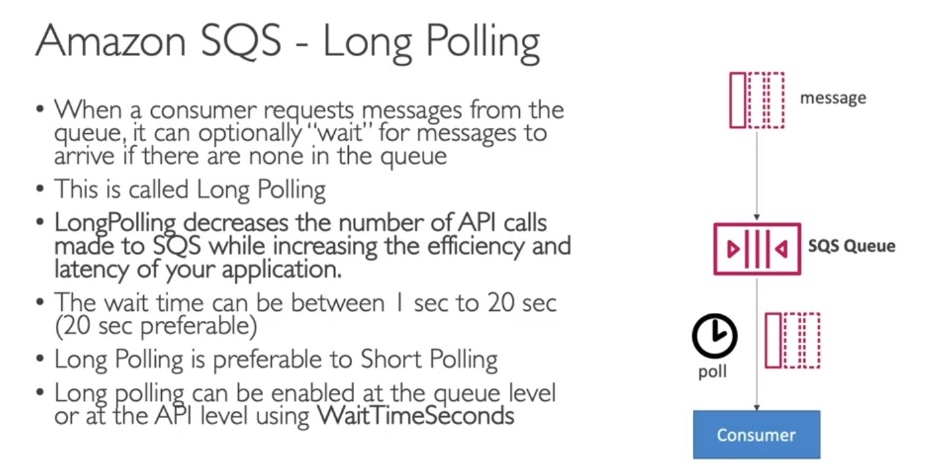 Amazon SQS - Long Polling
• When a consumer requests messages from the
queue, it can optionally “wait” for messages to
arrive if there are none in the queue
• This is called Long Polling
• LongPolling decreases the number of API calls
made to SQS while increasing the efficiency and
latency of your application.
• The wait time can be between 1 sec to 20 sec
(20 sec preferable)
• Long Polling is preferable to Short Polling
• Long polling can be enabled at the queue level
or at the API level using WaitTimeSeconds
message
SQS Queue
poll
Consumer